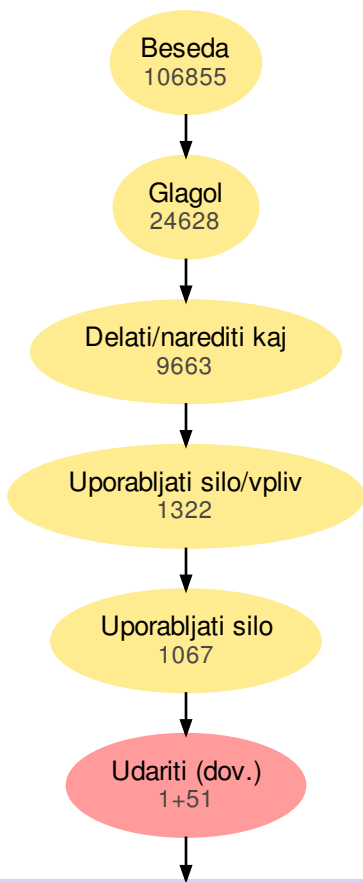 Beseda
106855
Glagol
24628
Delati/narediti kaj
9663
Uporabljati silo/vpliv
1322
Uporabljati silo
1067
Udariti (dov.)
1+51